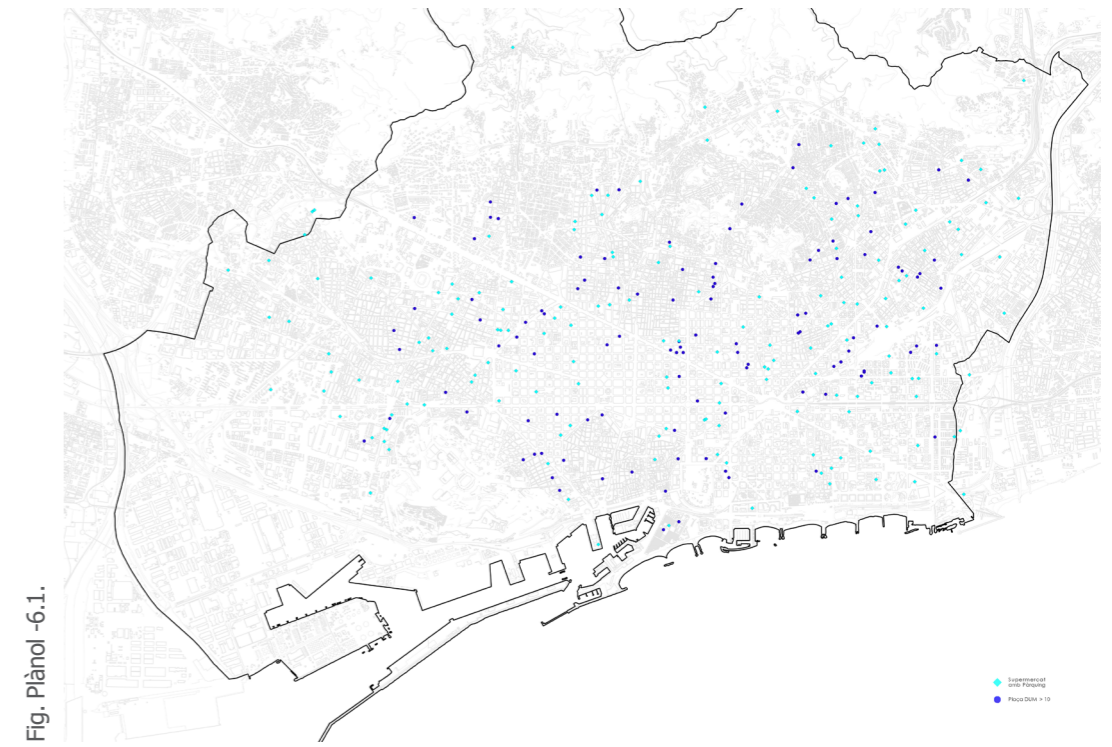 Fig. Plànol -6.1.
Supermercat
amb Pàrquing
Plaça DUM > 10